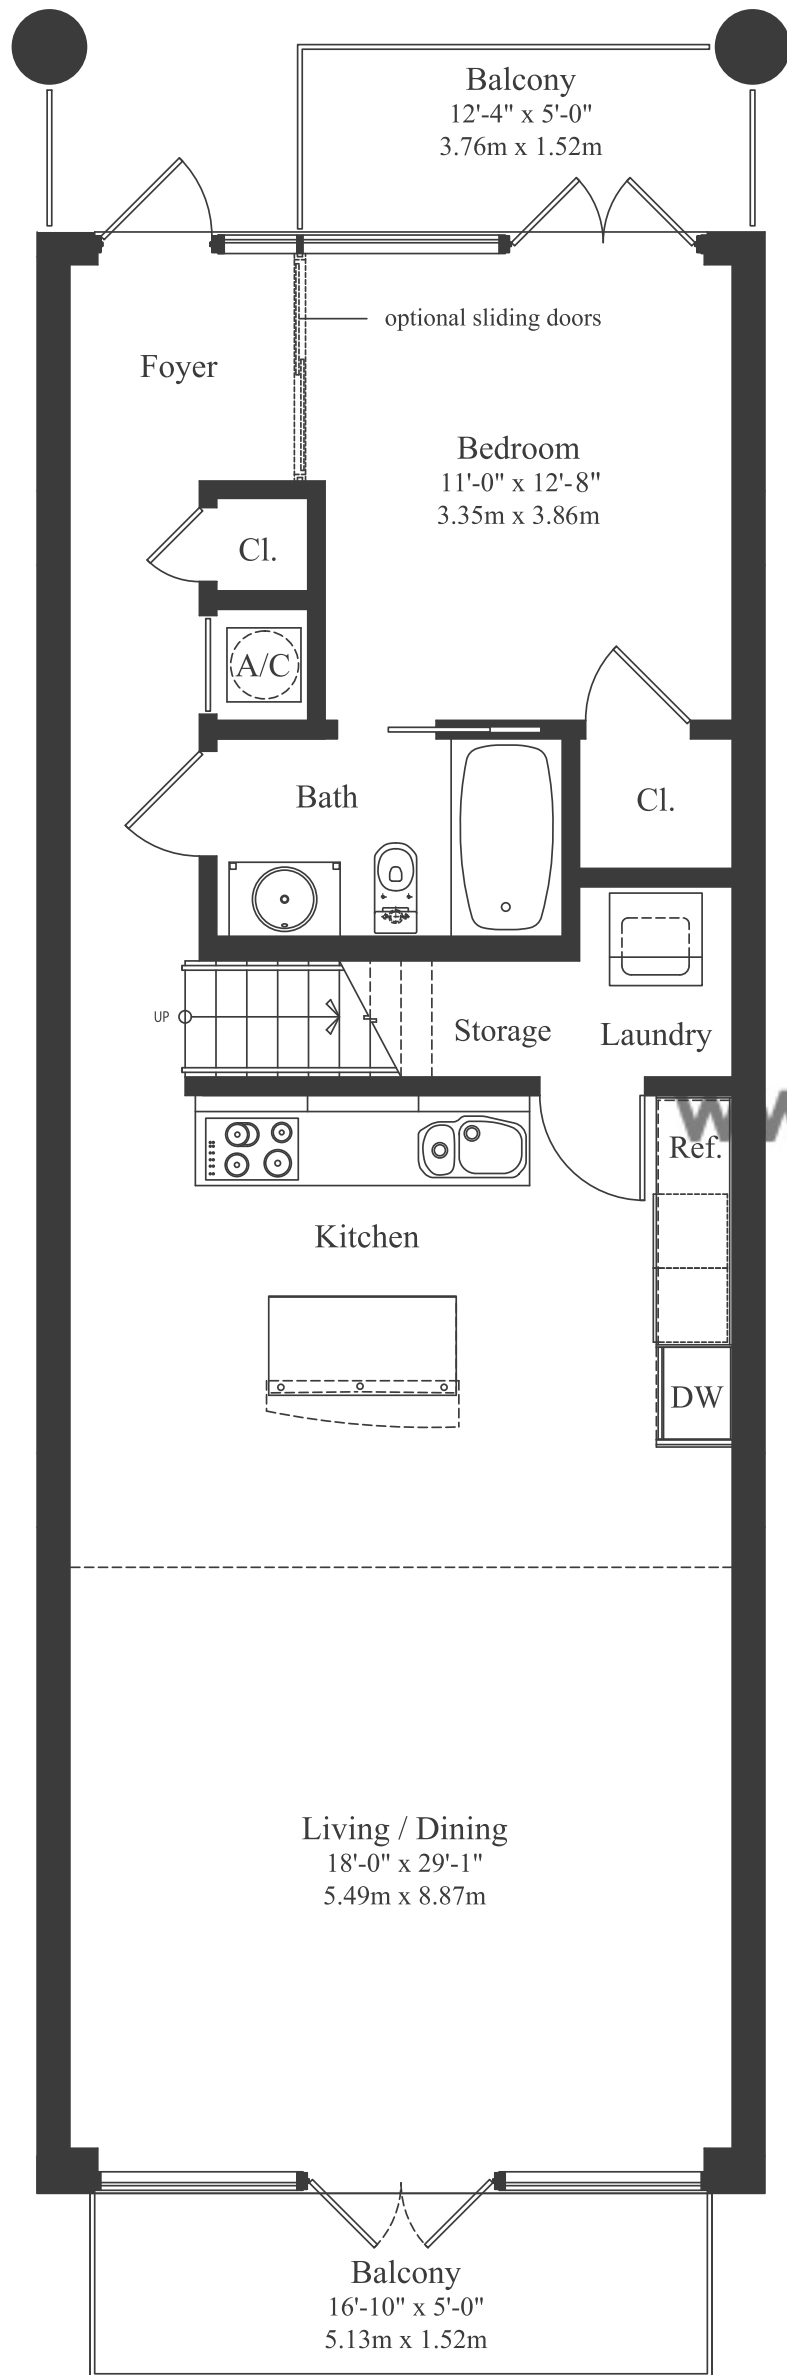 Balcony
12'-4" x 5'-0"
3.76m x 1.52m
optional sliding doors
Foyer
Bedroom
11'-0" x 12'-8"
3.35m x 3.86m
Cl.
A/C
Bath
Cl.
UP
Storage
Laundry
Ref.
Kitchen
DW
Living / Dining
18'-0" x 29'-1"
5.49m x 8.87m
Balcony
16'-10" x 5'-0"
5.13m x 1.52m